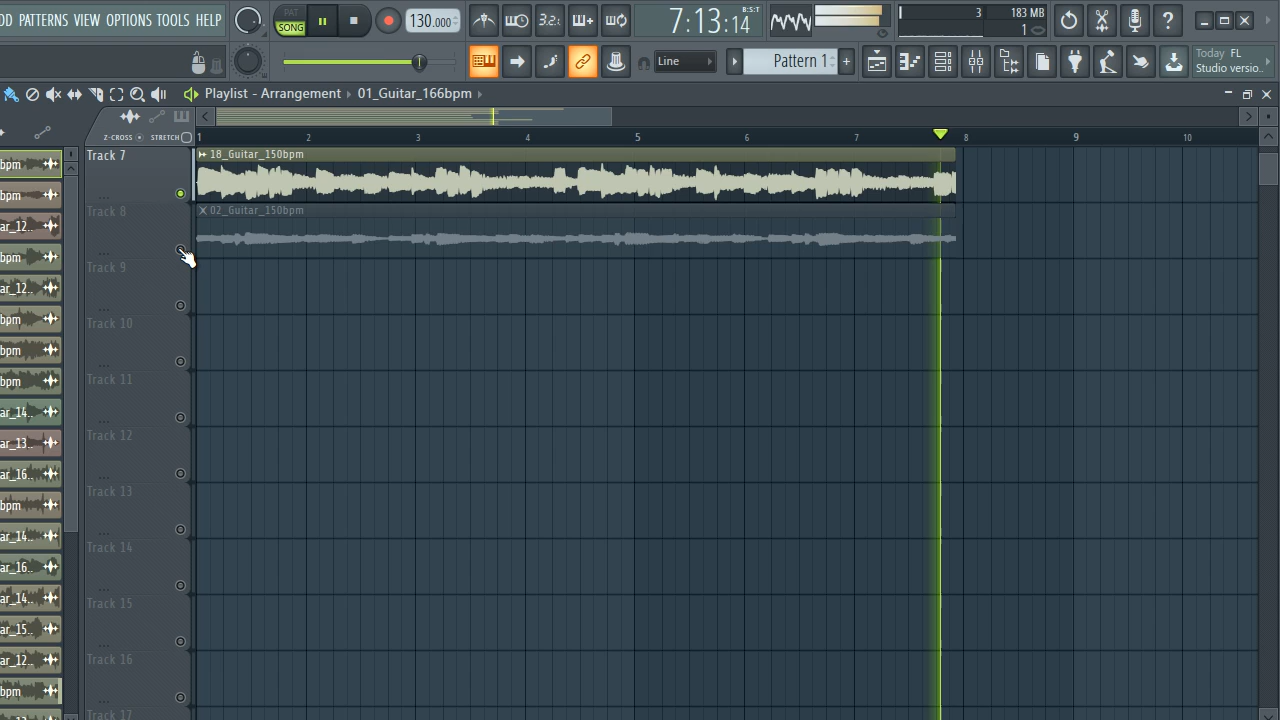 OD PATTERNS VIEW OPTIONS TOOLS HELP
PAT
SONG
130.000
3.2:
7:13:14
B:S:T
3
183 MB
1
Line
Pattern 1
+
Today FL
Studio versio..
Playlist - Arrangement › 01_Guitar_166bpm ›
Z-CROSS
STRETCH
1 2 3 4 5 6 7 8 9 10
bpm
bpm
ar_12..
bpm
ar_12..
bpm
bpm
bpm
ar_14..
ar_13..
ar_16..
bpm
ar_14..
ar_16..
ar_14..
ar_15..
ar_12..
bpm
Track 7
18_Guitar_150bpm
Track 8
02_Guitar_150bpm
Track 9
Track 10
Track 11
Track 12
Track 13
Track 14
Track 15
Track 16
Track 17